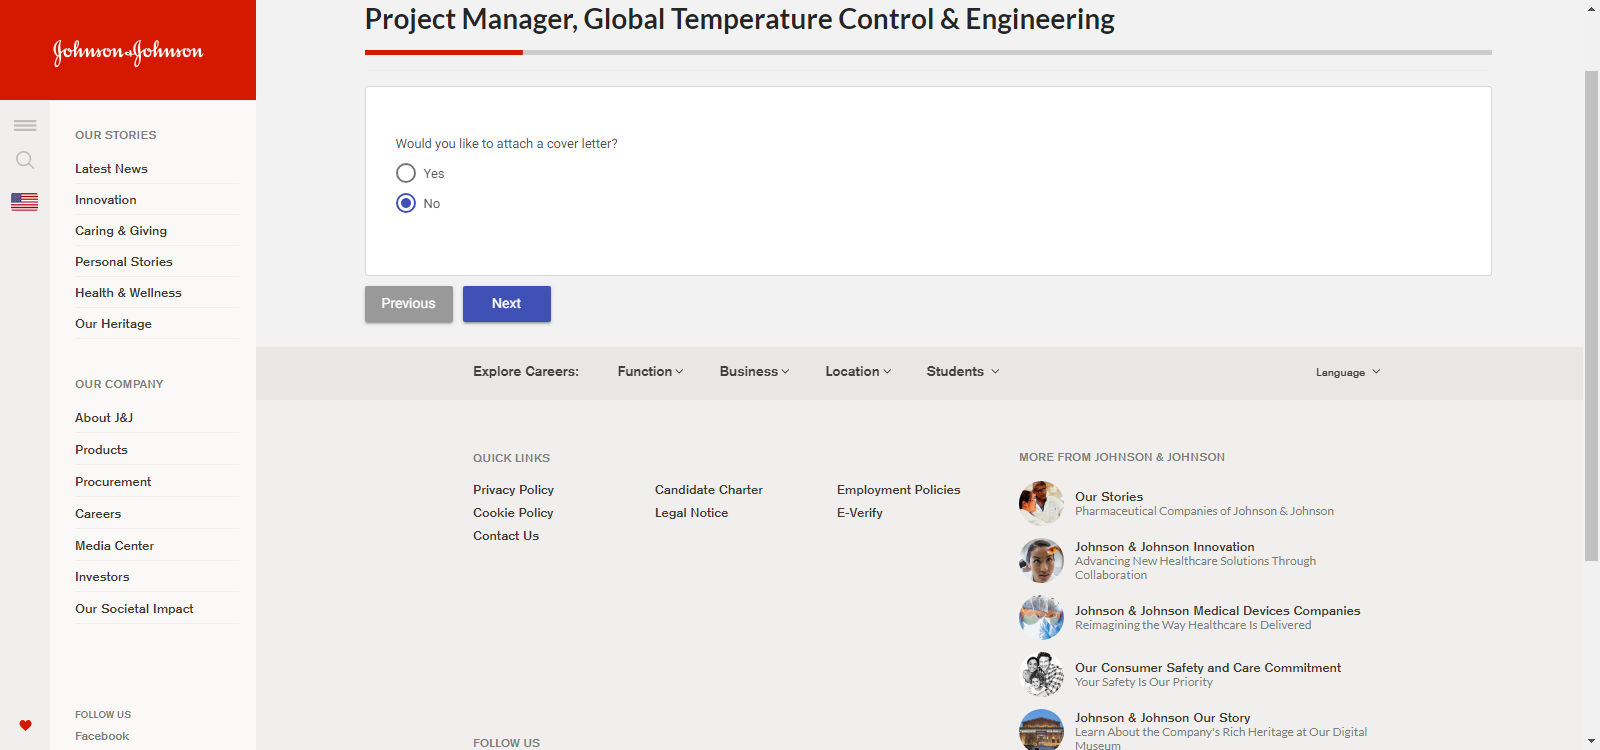 Johnson & Johnson
OUR STORIES
Latest News
Innovation
Caring & Giving
Personal Stories
Health & Wellness
Our Heritage
OUR COMPANY
About J&J
Products
Procurement
Careers
Media Center
Investors
Our Societal Impact
FOLLOW US
Facebook
Project Manager, Global Temperature Control & Engineering
Would you like to attach a cover letter?
Yes
No
Previous Next
Explore Careers: Function Business Location Students Language
QUICK LINKS
Privacy Policy Candidate Charter Employment Policies
Cookie Policy Legal Notice E-Verify
Contact Us
MORE FROM JOHNSON & JOHNSON
Our Stories
Pharmaceutical Companies of Johnson & Johnson
Johnson & Johnson Innovation
Advancing New Healthcare Solutions Through
Collaboration
Johnson & Johnson Medical Devices Companies
Reimagining the Way Healthcare Is Delivered
Our Consumer Safety and Care Commitment
Your Safety Is Our Priority
Johnson & Johnson Our Story
Learn About the Company's Rich Heritage at Our Digital
Museum
FOLLOW US